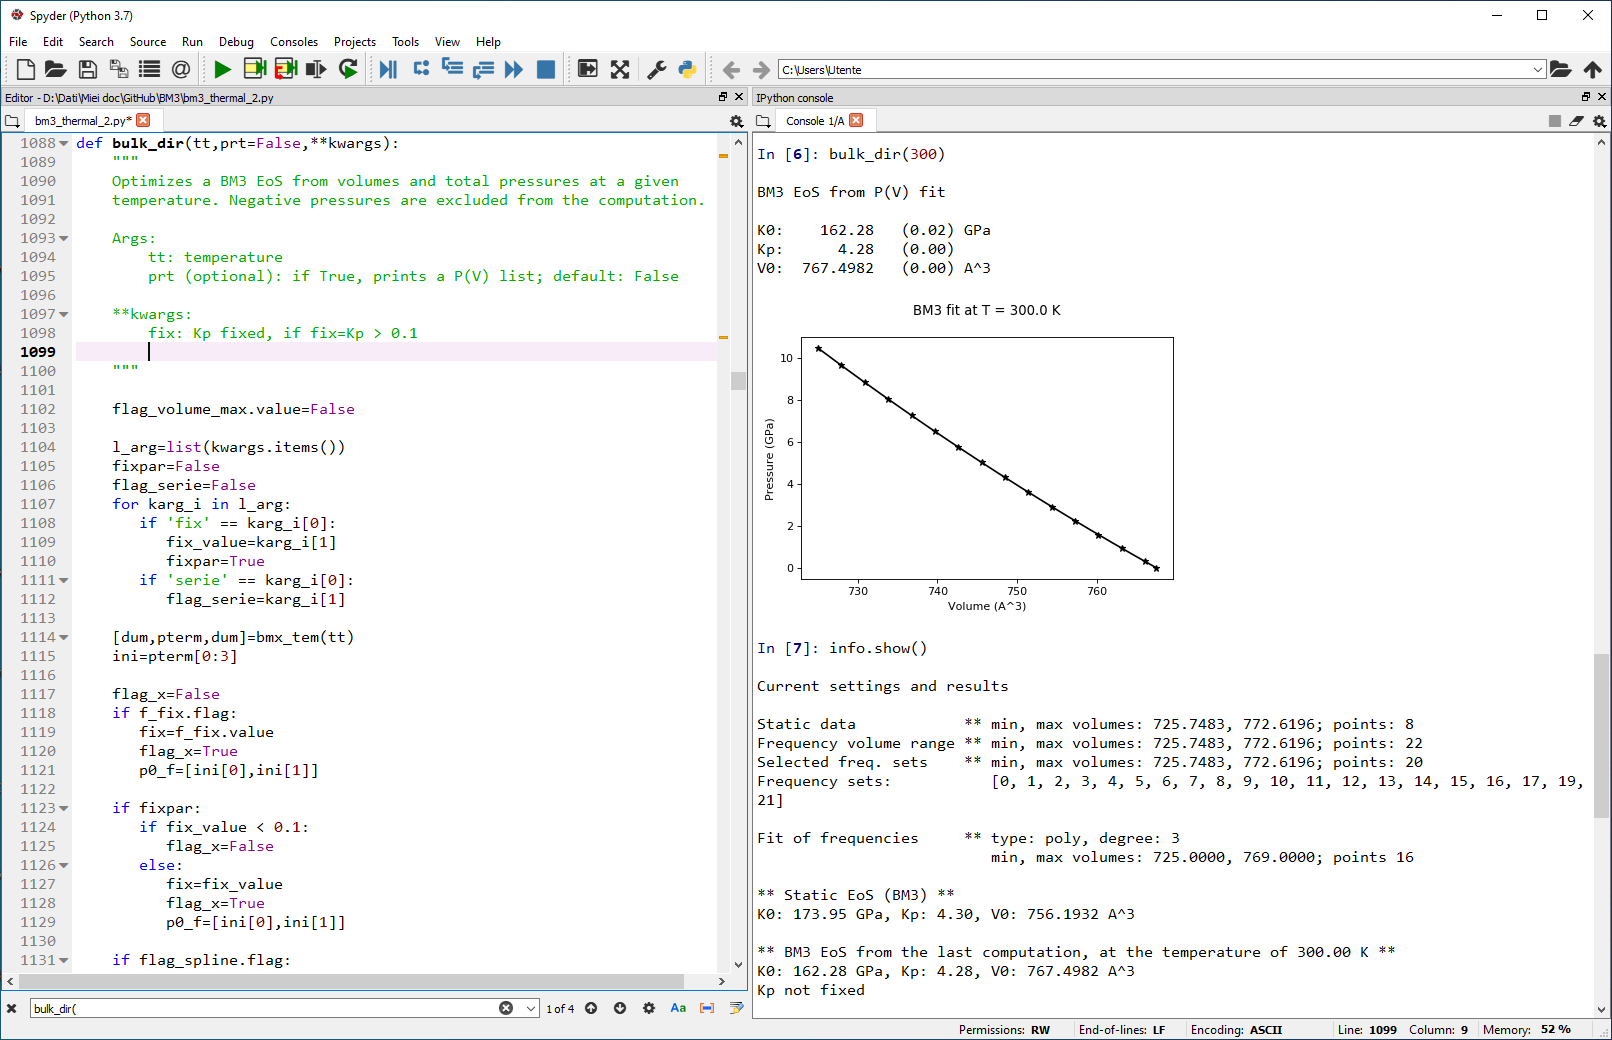 Spyder (Python 3.7)
File Edit Search Source Run Debug Consoles Projects Tools View Help
C:\Users\Utente
Editor - D:\Dati\Miei doc\GitHub\BM3\bm3_thermal_2.py
bm3_thermal_2.py*
1088 def bulk_dir(tt,prt=False,**kwargs):
1089     """
1090     Optimizes a BM3 EoS from volumes and total pressures at a given
1091     temperature. Negative pressures are excluded from the computation.
1092
1093     Args:
1094         tt: temperature
1095         prt (optional): if True, prints a P(V) list; default: False
1096
1097     **kwargs:
1098         fix: Kp fixed, if fix=Kp > 0.1
1099
1100     """
1101
1102     flag_volume_max.value=False
1103
1104     l_arg=list(kwargs.items())
1105     fixpar=False
1106     flag_serie=False
1107     for karg_i in l_arg:
1108        if 'fix' == karg_i[0]:
1109           fix_value=karg_i[1]
1110           fixpar=True
1111        if 'serie' == karg_i[0]:
1112           flag_serie=karg_i[1]
1113
1114     [dum,pterm,dum]=bmx_tem(tt)
1115     ini=pterm[0:3]
1116
1117     flag_x=False
1118     if f_fix.flag:
1119        fix=f_fix.value
1120        flag_x=True
1121        p0_f=[ini[0],ini[1]]
1122
1123     if fixpar:
1124        if fix_value < 0.1:
1125           flag_x=False
1126        else:
1127           fix=fix_value
1128           flag_x=True
1129           p0_f=[ini[0],ini[1]]
1130
1131     if flag_spline.flag:
bulk_dir(
1 of 4
Aa
IPython console
Console 1/A
In [6]: bulk_dir(300)
BM3 EoS from P(V) fit
K0:    162.28   (0.02) GPa
Kp:      4.28   (0.00)
V0:  767.4982   (0.00) A^3
BM3 fit at T = 300.0 K
10
8
6
4
2
0
Pressure (GPa)
730 740 750 760
Volume (A^3)
In [7]: info.show()
Current settings and results
Static data            ** min, max volumes: 725.7483, 772.6196; points: 8
Frequency volume range ** min, max volumes: 725.7483, 772.6196; points: 22
Selected freq. sets    ** min, max volumes: 725.7483, 772.6196; points: 20
Frequency sets:           [0, 1, 2, 3, 4, 5, 6, 7, 8, 9, 10, 11, 12, 13, 14, 15, 16, 17, 19,
21]
Fit of frequencies     ** type: poly, degree: 3
min, max volumes: 725.0000, 769.0000; points 16
** Static EoS (BM3) **
K0: 173.95 GPa, Kp: 4.30, V0: 756.1932 A^3
** BM3 EoS from the last computation, at the temperature of 300.00 K **
K0: 162.28 GPa, Kp: 4.28, V0: 767.4982 A^3
Kp not fixed
Permissions: RW End-of-lines: LF Encoding: ASCII Line: 1099 Column: 9 Memory: 52 %